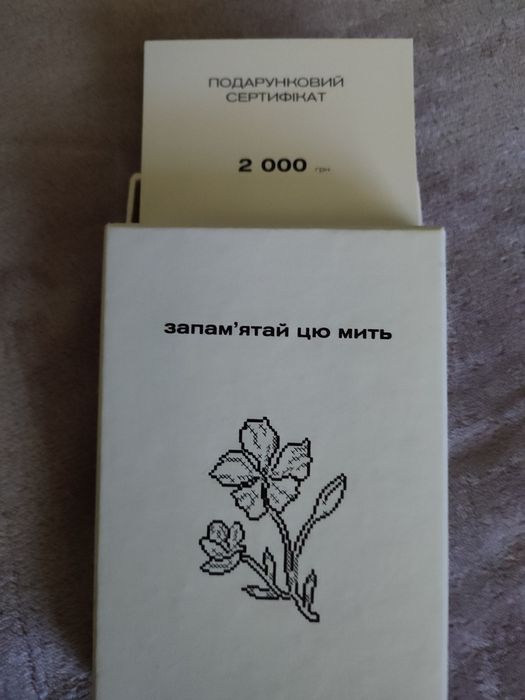 ПОДАРУНКОВИЙ
СЕРТИФІКАТ
2 000 грн
запам'ятай цю мить